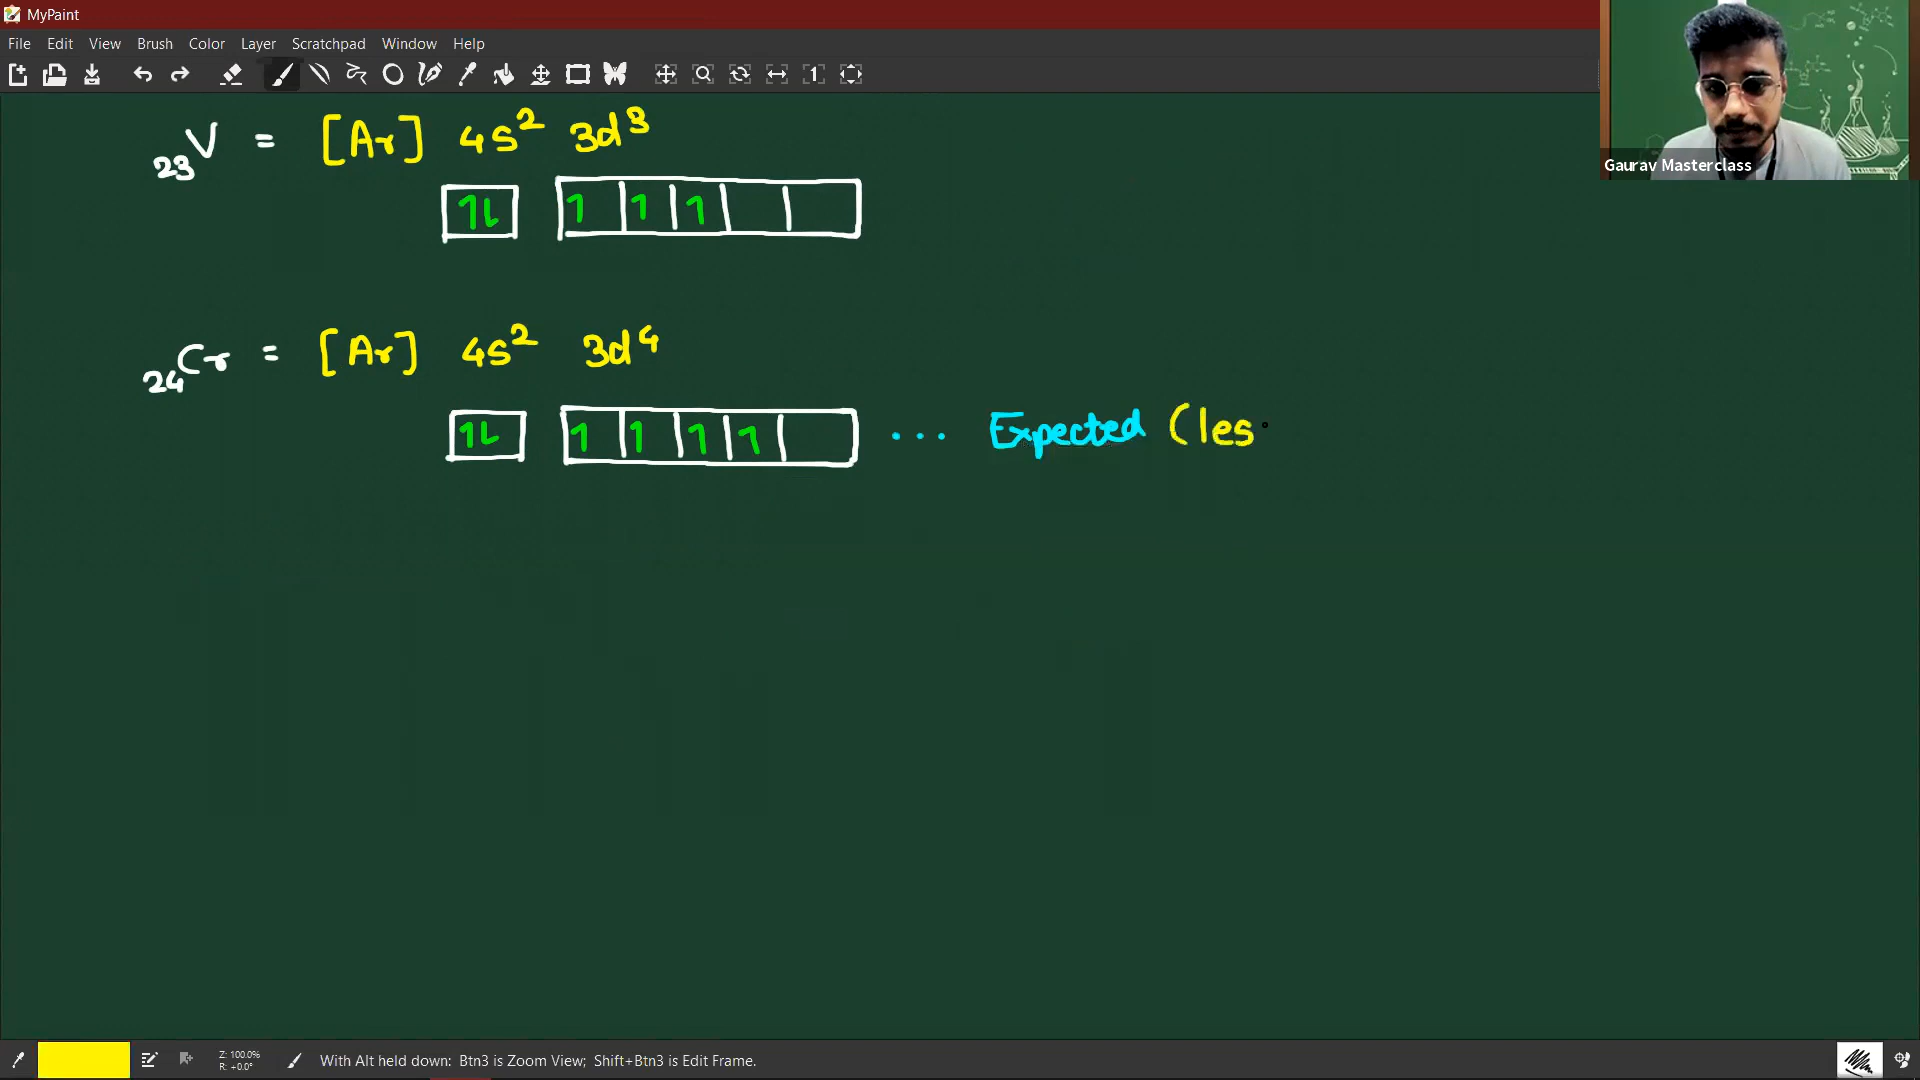 MyPaint
File Edit View Brush Color Layer Scratchpad Window Help
Gaurav Masterclass
₂₃V = [Ar] 4s² 3d³
1L 1 1 1
₂₄Cr = [Ar] 4s² 3d⁴
1L 1 1 1 1 ... Expected (les
Z: 100.0%
R: +0.0°
With Alt held down: Btn3 is Zoom View; Shift+Btn3 is Edit Frame.